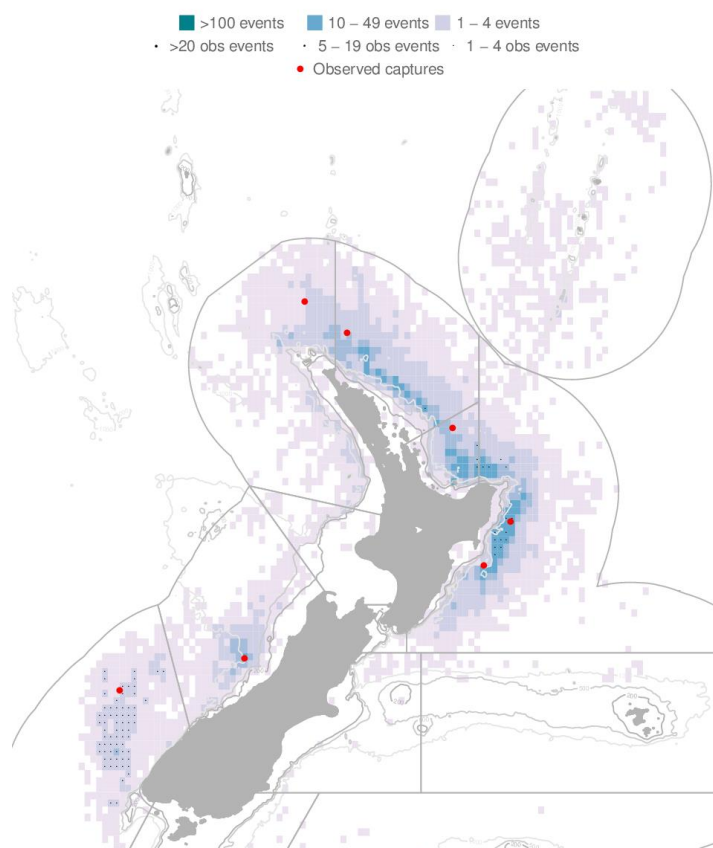 >100 events 10 – 49 events 1 – 4 events
>20 obs events 5 – 19 obs events 1 – 4 obs events
Observed captures